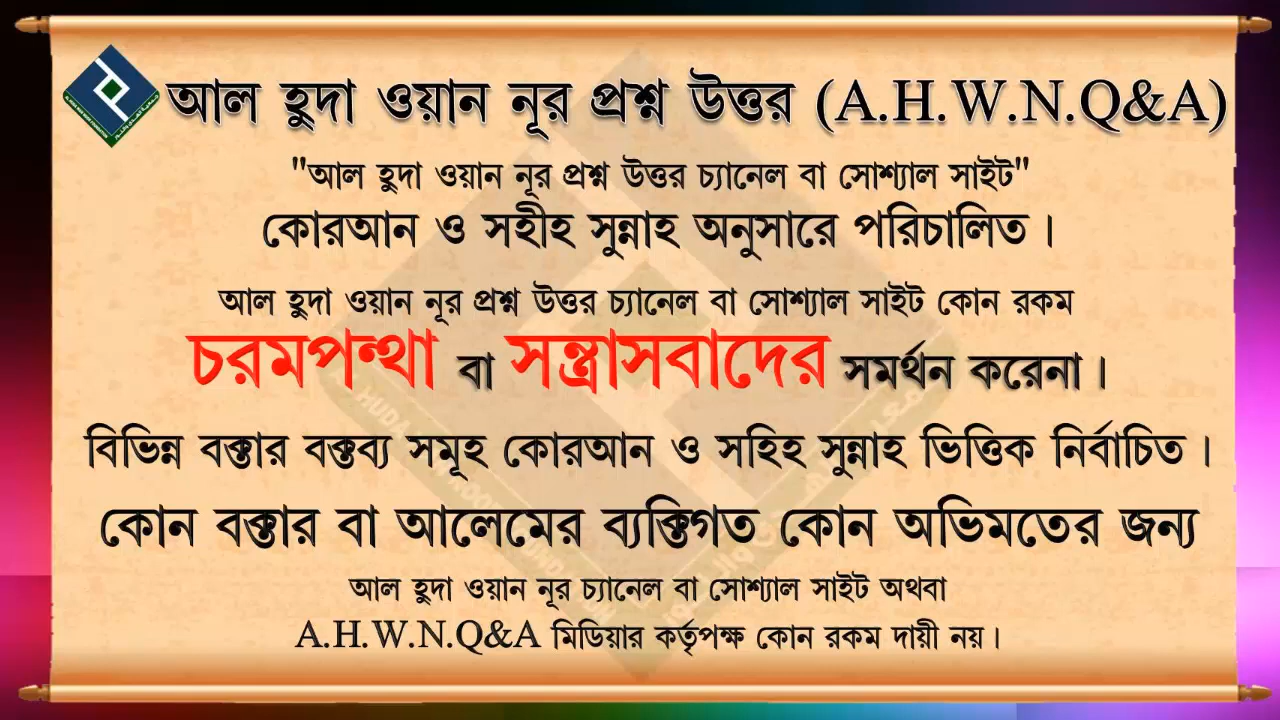 আল হুদা ওয়ান নূর প্রশ্ন উত্তর (A.H.W.N.Q&A)
"আল হুদা ওয়ান নূর প্রশ্ন উত্তর চ্যানেল বা সোশ্যাল সাইট"
কোরআন ও সহীহ সুন্নাহ অনুসারে পরিচালিত।
আল হুদা ওয়ান নূর প্রশ্ন উত্তর চ্যানেল বা সোশ্যাল সাইট কোন রকম
চরমপন্থা বা সন্ত্রাসবাদের সমর্থন করেনা।
বিভিন্ন বক্তার বক্তব্য সমূহ কোরআন ও সহিহ সুন্নাহ ভিত্তিক নির্বাচিত।
কোন বক্তার বা আলেমের ব্যক্তিগত কোন অভিমতের জন্য
আল হুদা ওয়ান নূর চ্যানেল বা সোশ্যাল সাইট অথবা
A.H.W.N.Q&A মিডিয়ার কর্তৃপক্ষ কোন রকম দায়ী নয়।